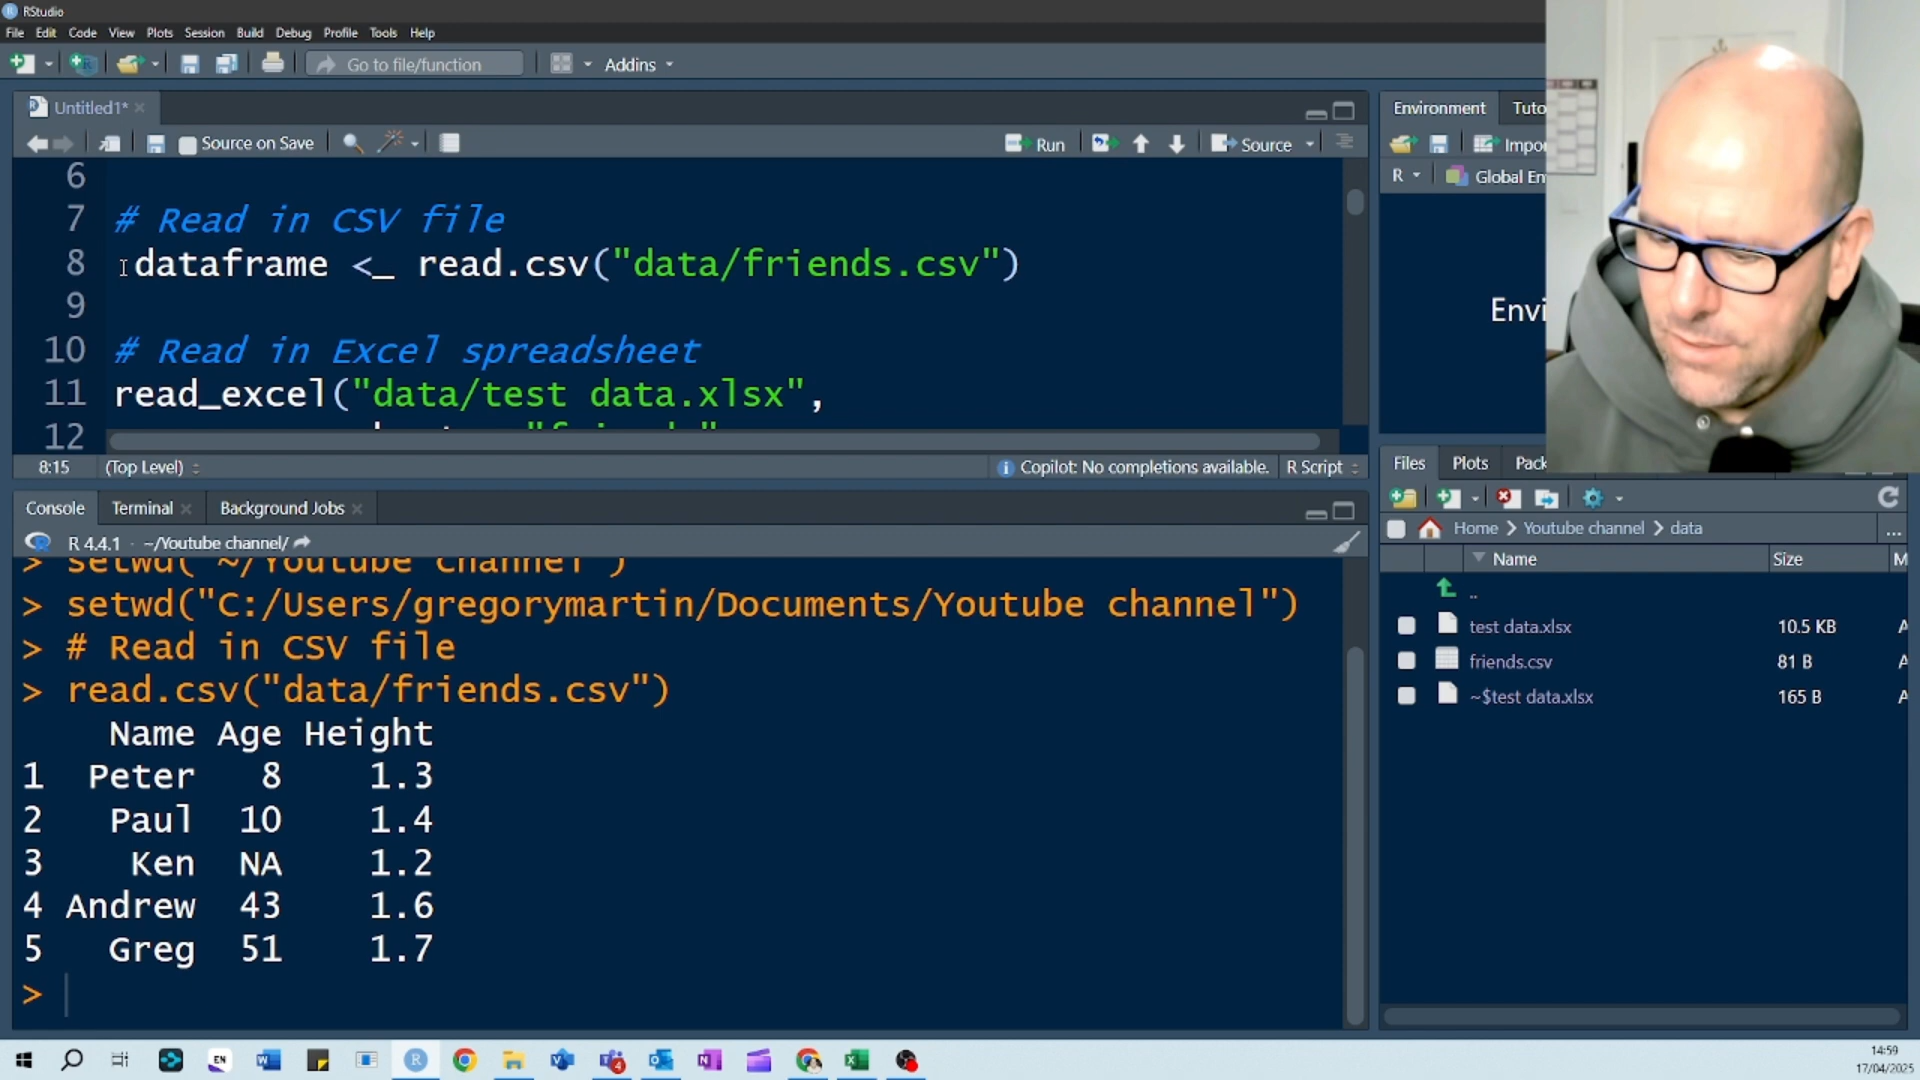 RStudio
File Edit Code View Plots Session Build Debug Profile Tools Help
Go to file/function Addins
Untitled1*
Source on Save Run Source
6
7 # Read in CSV file
8 dataframe <_ read.csv("data/friends.csv")
9
10 # Read in Excel spreadsheet
11 read_excel("data/test data.xlsx",
12
8:15 (Top Level) Copilot: No completions available. R Script
Console Terminal Background Jobs
R 4.4.1 · ~/Youtube channel/
> setwd("~/Youtube channel")
> setwd("C:/Users/gregorymartin/Documents/Youtube channel")
> # Read in CSV file
> read.csv("data/friends.csv")
Name Age Height
1 Peter 8 1.3
2 Paul 10 1.4
3 Ken NA 1.2
4 Andrew 43 1.6
5 Greg 51 1.7
>
Environment Tuto
Impo
R Global En
Envi
Files Plots Pack
Home Youtube channel data
...
Name Size M
..
test data.xlsx 10.5 KB A
friends.csv 81 B A
~$test data.xlsx 165 B A
EN
4
14:59
17/04/2025